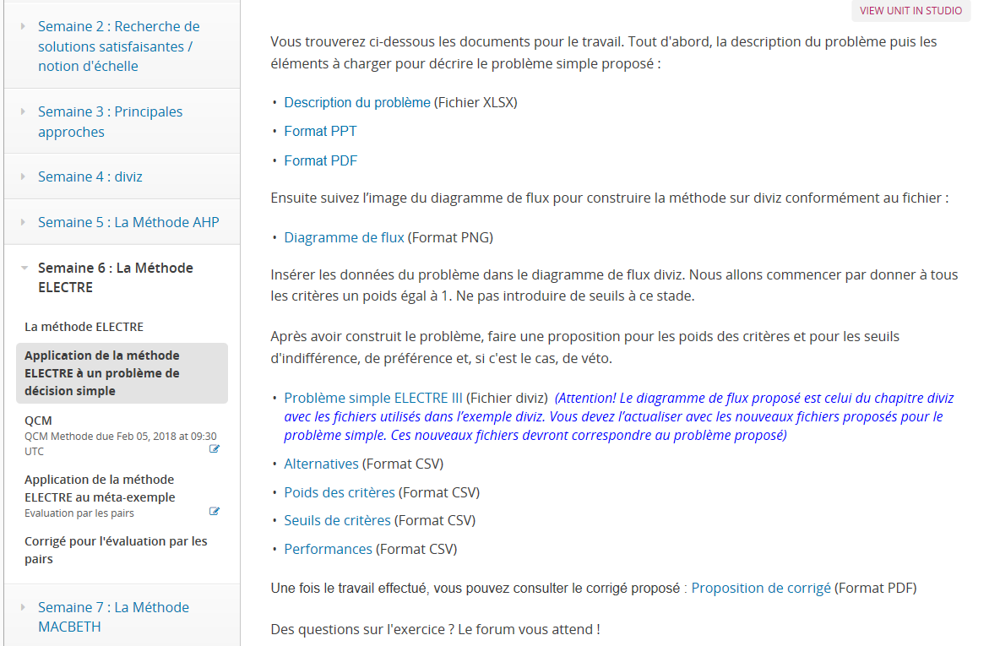 Semaine 2 : Recherche de
solutions satisfaisantes /
notion d'échelle
Semaine 3 : Principales
approches
Semaine 4 : diviz
Semaine 5 : La Méthode AHP
Semaine 6 : La Méthode
ELECTRE
La méthode ELECTRE
Application de la méthode
ELECTRE à un problème de
décision simple
QCM
QCM Methode due Feb 05, 2018 at 09:30
UTC
Application de la méthode
ELECTRE au méta-exemple
Evaluation par les pairs
Corrigé pour l'évaluation par les
pairs
Semaine 7 : La Méthode
MACBETH
VIEW UNIT IN STUDIO
Vous trouverez ci-dessous les documents pour le travail. Tout d'abord, la description du problème puis les
éléments à charger pour décrire le problème simple proposé :
• Description du problème (Fichier XLSX)
• Format PPT
• Format PDF
Ensuite suivez l’image du diagramme de flux pour construire la méthode sur diviz conformément au fichier :
• Diagramme de flux (Format PNG)
Insérer les données du problème dans le diagramme de flux diviz. Nous allons commencer par donner à tous
les critères un poids égal à 1. Ne pas introduire de seuils à ce stade.
Après avoir construit le problème, faire une proposition pour les poids des critères et pour les seuils
d'indifférence, de préférence et, si c'est le cas, de véto.
• Problème simple ELECTRE III (Fichier diviz) (Attention! Le diagramme de flux proposé est celui du chapitre diviz
avec les fichiers utilisés dans l’exemple diviz. Vous devez l’actualiser avec les nouveaux fichiers proposés pour le
problème simple. Ces nouveaux fichiers devront correspondre au problème proposé)
• Alternatives (Format CSV)
• Poids des critères (Format CSV)
• Seuils de critères (Format CSV)
• Performances (Format CSV)
Une fois le travail effectué, vous pouvez consulter le corrigé proposé : Proposition de corrigé (Format PDF)
Des questions sur l'exercice ? Le forum vous attend !